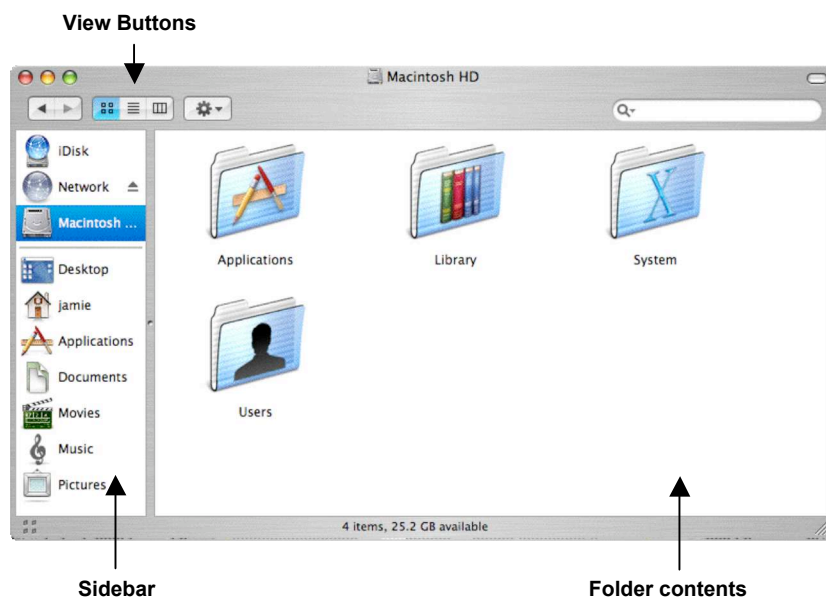 View Buttons
Macintosh HD
iDisk
Network
Macintosh ...
Desktop
jamie
Applications
Documents
Movies
Music
Pictures
Applications
Library
System
Users
4 items, 25.2 GB available
Sidebar
Folder contents